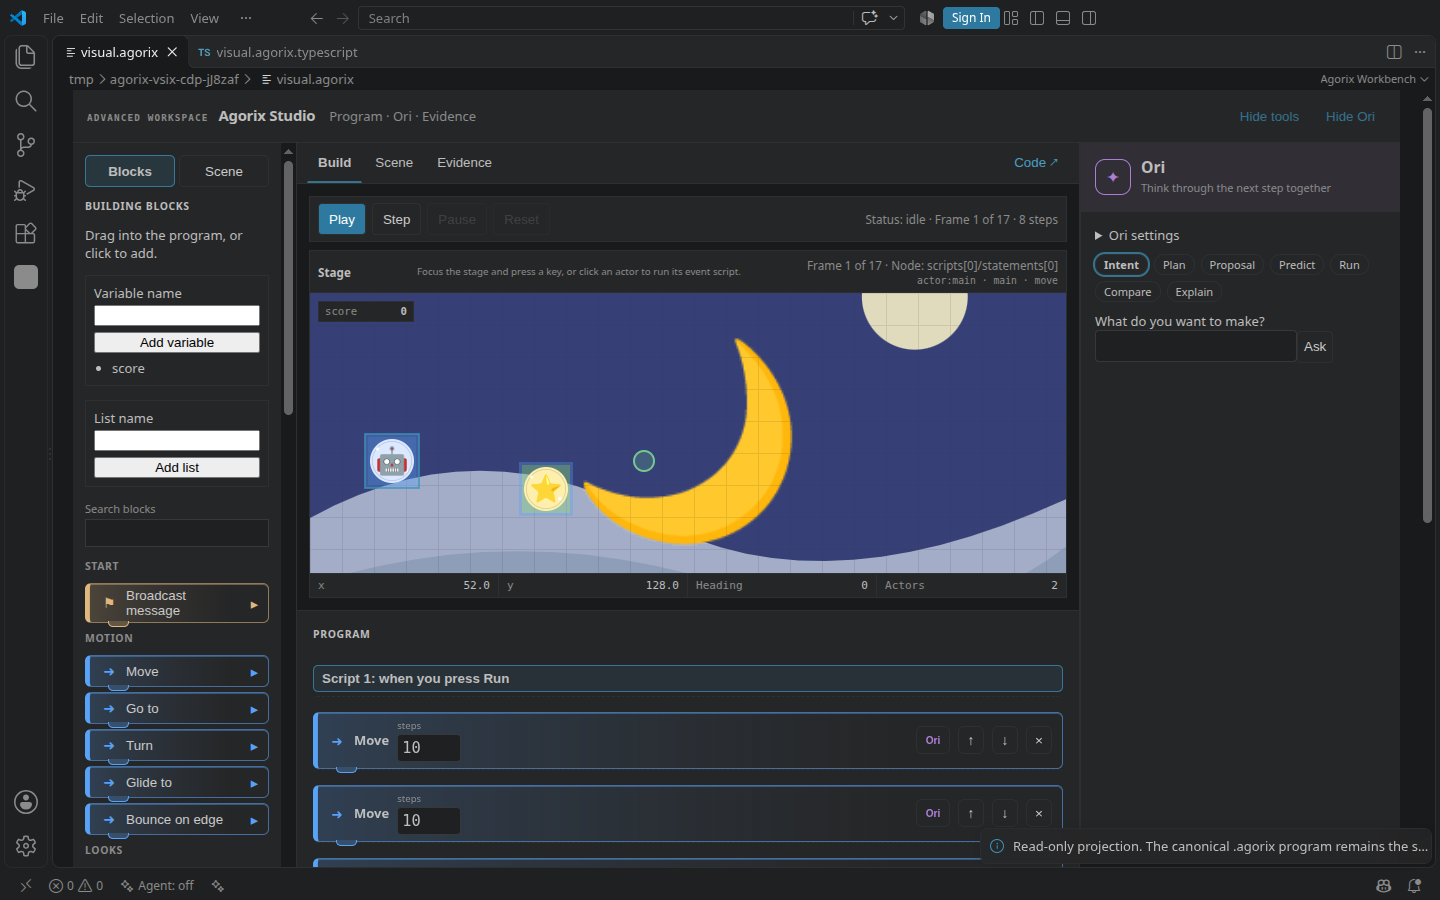 File Edit Selection View ··· Search Sign In
visual.agorix TS visual.agorix.typescript
tmp agorix-vsix-cdp-jJ8zaf visual.agorix Agorix Workbench
ADVANCED WORKSPACE Agorix Studio Program · Ori · Evidence Hide tools Hide Ori
Blocks Scene
BUILDING BLOCKS
Drag into the program, or
click to add.
Variable name
Add variable
score
List name
Add list
Search blocks
START
Broadcast
message
MOTION
Move
Go to
Turn
Glide to
Bounce on edge
LOOKS
Build Scene Evidence Code ↗
Play Step Pause Reset Status: idle · Frame 1 of 17 · 8 steps
Stage Focus the stage and press a key, or click an actor to run its event script. Frame 1 of 17 · Node: scripts[0]/statements[0]
actor:main · main · move
score 0
x 52.0 y 128.0 Heading 0 Actors 2
PROGRAM
Script 1: when you press Run
steps
Move 10 Ori ↑ ↓ ×
steps
Move 10 Ori ↑ ↓ ×
Ori
Think through the next step together
Ori settings
Intent Plan Proposal Predict Run
Compare Explain
What do you want to make?
Ask
Read-only projection. The canonical .agorix program remains the s...
0 0 Agent: off